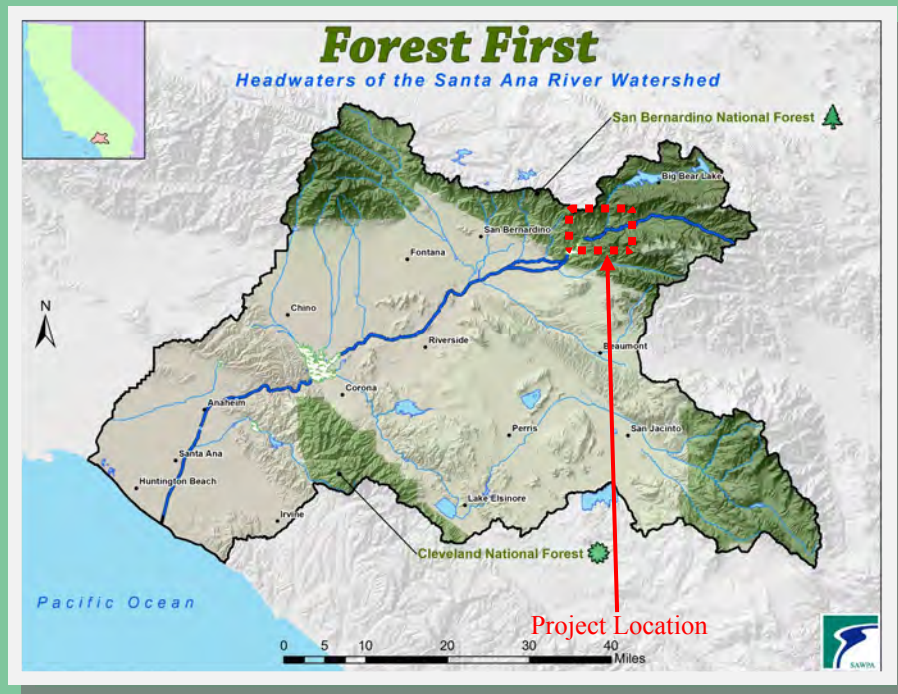 Forest First
Headwaters of the Santa Ana River Watershed
San Bernardino National Forest
Big Bear Lake
San Bernardino
Fontana
N
Chino
Riverside
Beaumont
Corona
Anaheim
Perris
San Jacinto
Santa Ana
Huntington Beach
Lake Elsinore
Irvine
Cleveland National Forest
Pacific Ocean
Project Location
0 5 10 20 30 40
Miles
SAWPA